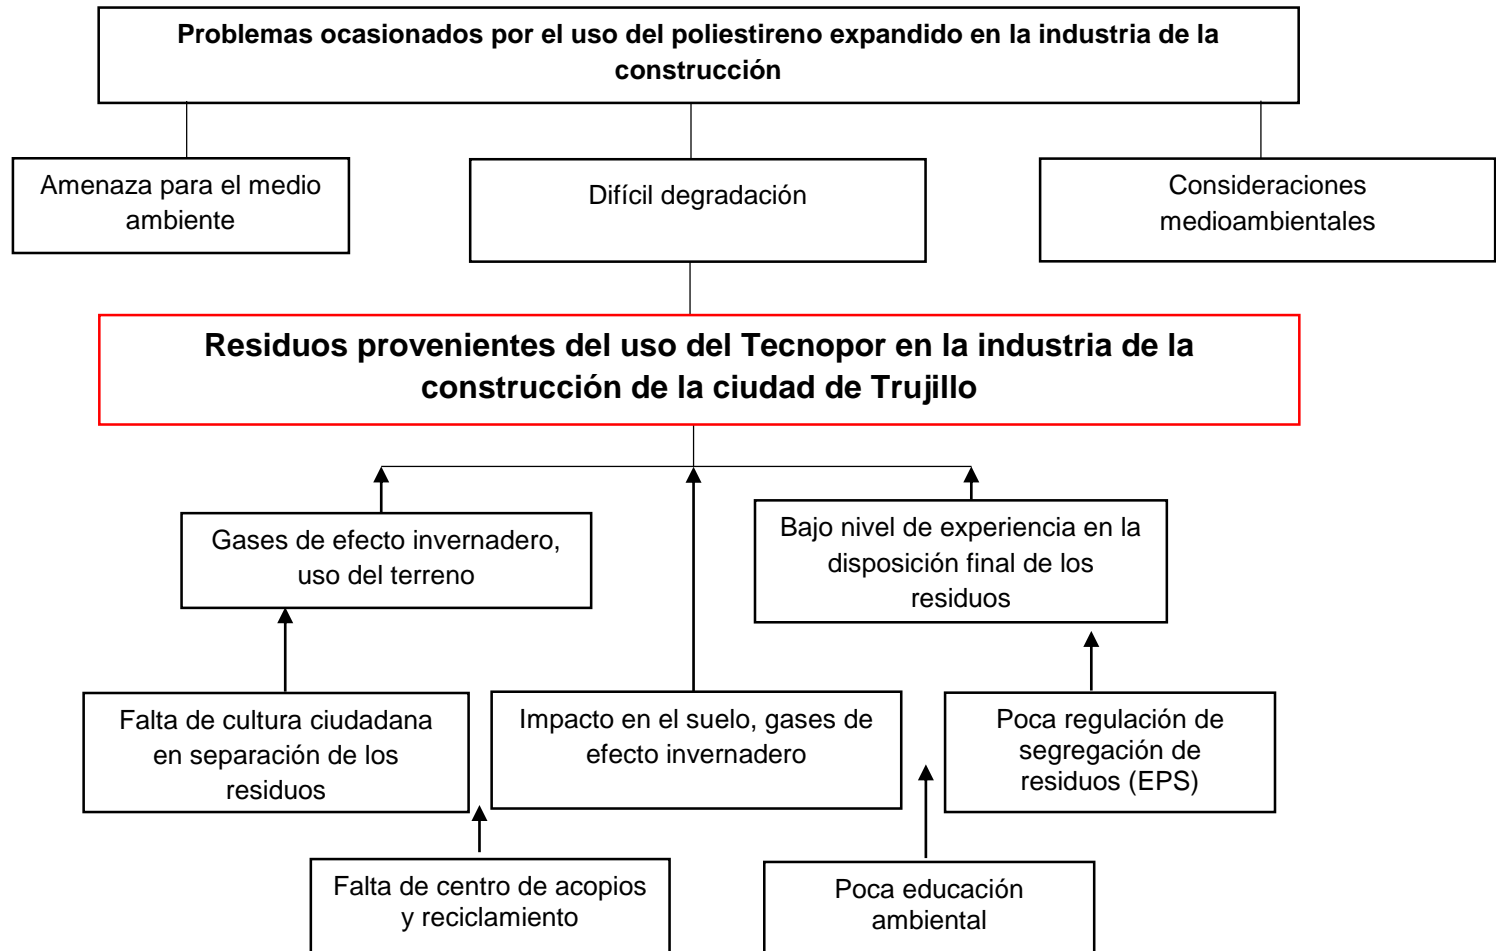 Problemas ocasionados por el uso del poliestireno expandido en la industria de la
construcción
Amenaza para el medio
ambiente
Difícil degradación
Consideraciones
medioambientales
Residuos provenientes del uso del Tecnopor en la industria de la
construcción de la ciudad de Trujillo
Gases de efecto invernadero,
uso del terreno
Bajo nivel de experiencia en la
disposición final de los
residuos
Falta de cultura ciudadana
en separación de los
residuos
Impacto en el suelo, gases de
efecto invernadero
Poca regulación de
segregación de
residuos (EPS)
Falta de centro de acopios
y reciclamiento
Poca educación
ambiental